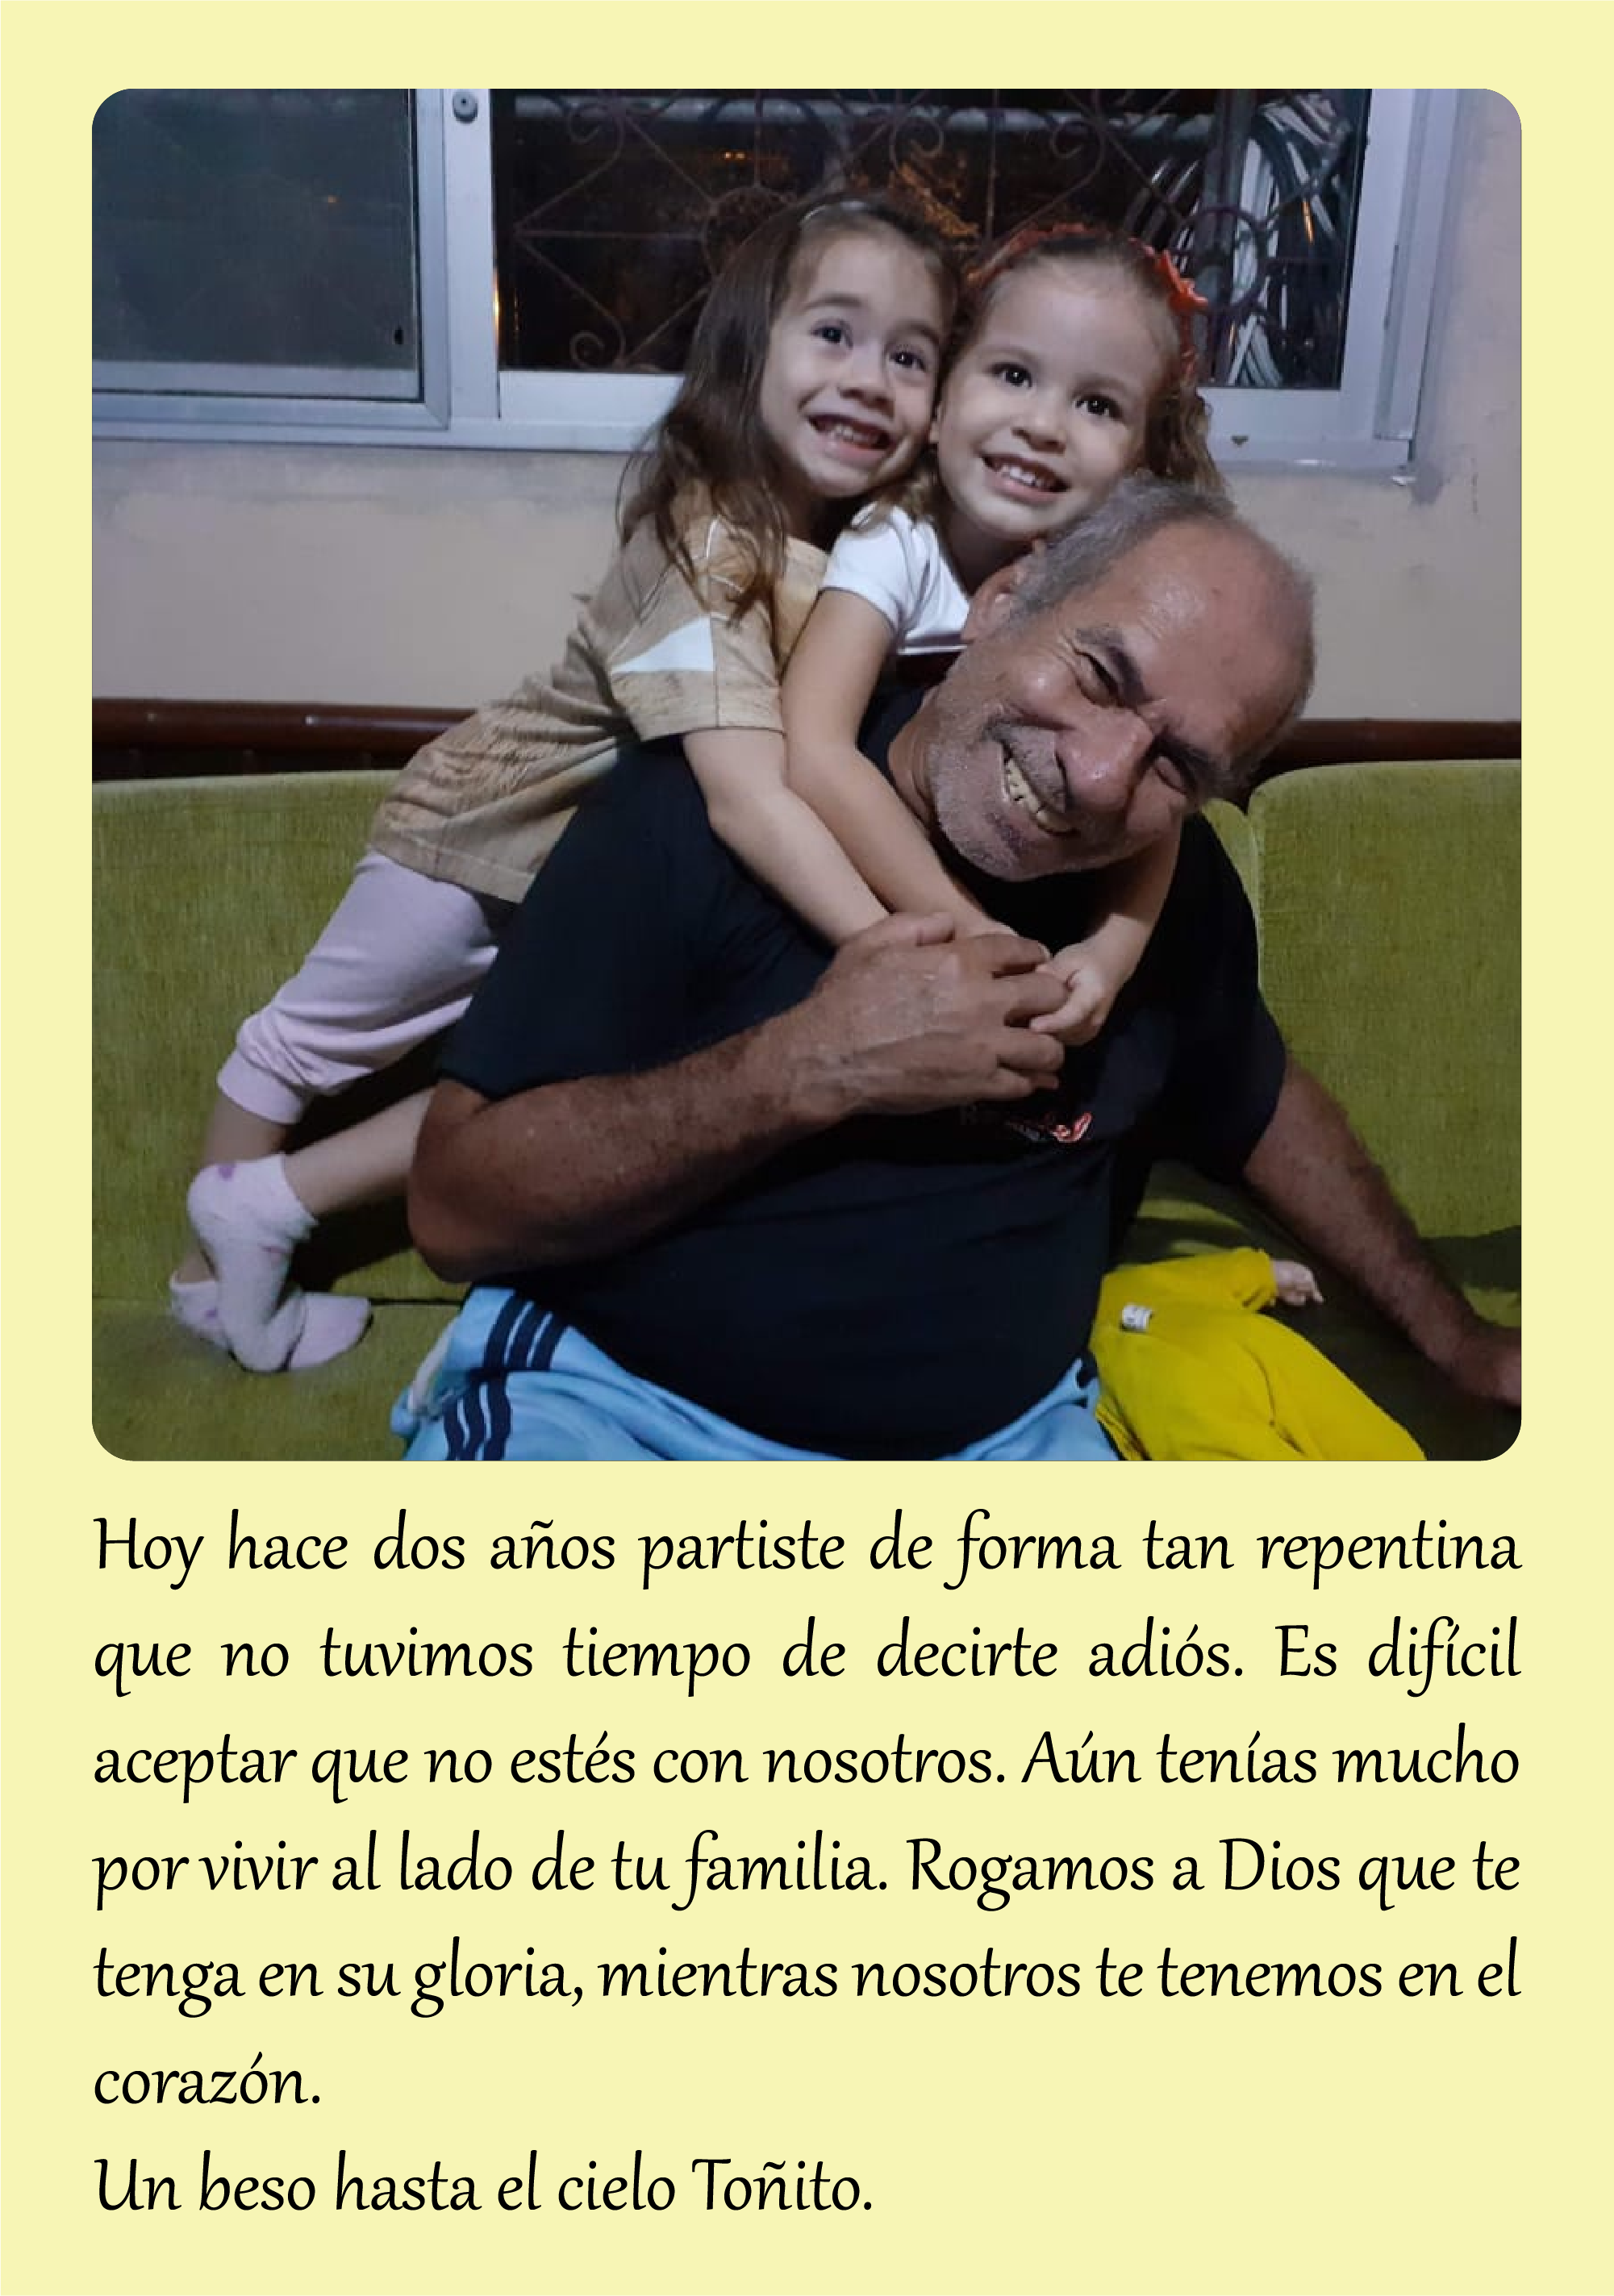 Hoy hace dos años partiste de forma tan repentina
que no tuvimos tiempo de decirte adiós. Es difícil
aceptar que no estés con nosotros. Aún tenías mucho
por vivir al lado de tu familia. Rogamos a Dios que te
tenga en su gloria, mientras nosotros te tenemos en el
corazón.
Un beso hasta el cielo Toñito.